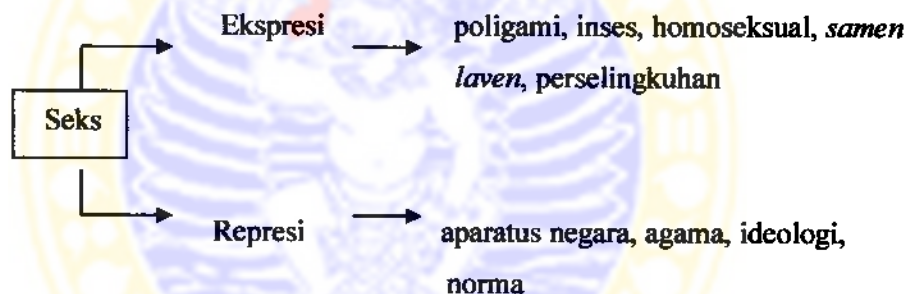 Ekspresi
poligami, inses, homoseksual, samen
laven, perselingkuhan
Seks
Represi
aparatus negara, agama, ideologi,
norma